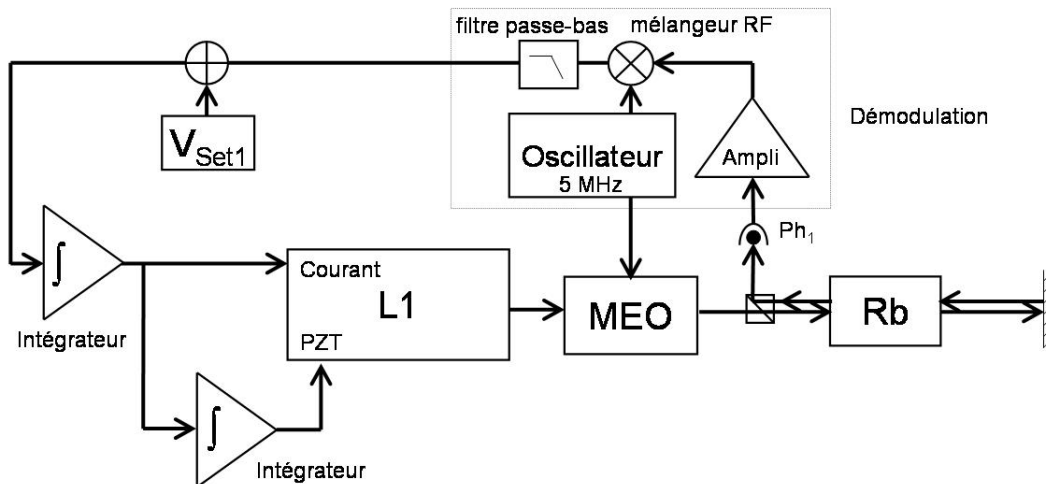 filtre passe-bas
mélangeur RF
Démodulation
V Set1
Oscillateur
5 MHz
Ampli
Ph1
∫
Intégrateur
Courant
L1
PZT
MEO
Rb
∫
Intégrateur